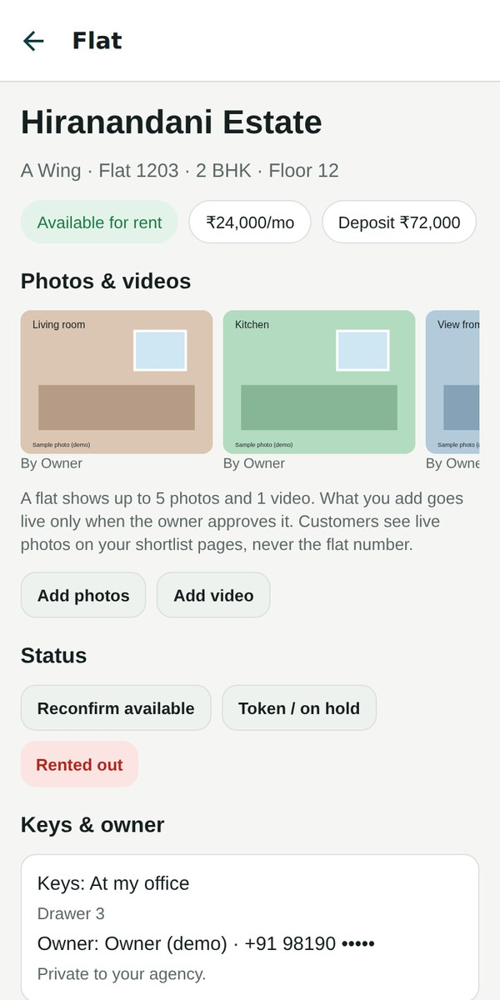 Flat
Hiranandani Estate
A Wing · Flat 1203 · 2 BHK · Floor 12
Available for rent
₹24,000/mo
Deposit ₹72,000
Photos & videos
Living room
Sample photo (demo)
By Owner
Kitchen
Sample photo (demo)
By Owner
View from
Sample photo
By Owne
A flat shows up to 5 photos and 1 video. What you add goes
live only when the owner approves it. Customers see live
photos on your shortlist pages, never the flat number.
Add photos
Add video
Status
Reconfirm available
Token / on hold
Rented out
Keys & owner
Keys: At my office
Drawer 3
Owner: Owner (demo) · +91 98190 •••••
Private to your agency.